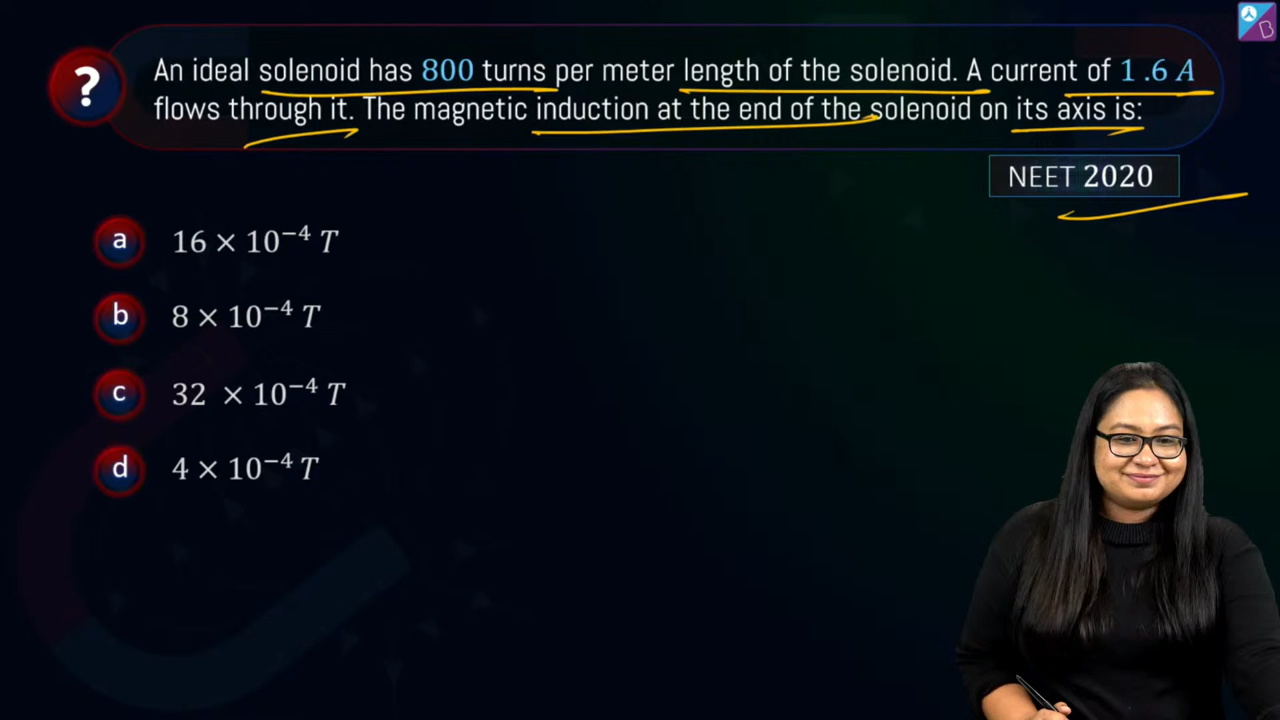 ?
An ideal solenoid has 800 turns per meter length of the solenoid. A current of 1 .6 A
flows through it. The magnetic induction at the end of the solenoid on its axis is:
NEET 2020
a 16 × 10⁻⁴ T
b 8 × 10⁻⁴ T
c 32 × 10⁻⁴ T
d 4 × 10⁻⁴ T
B